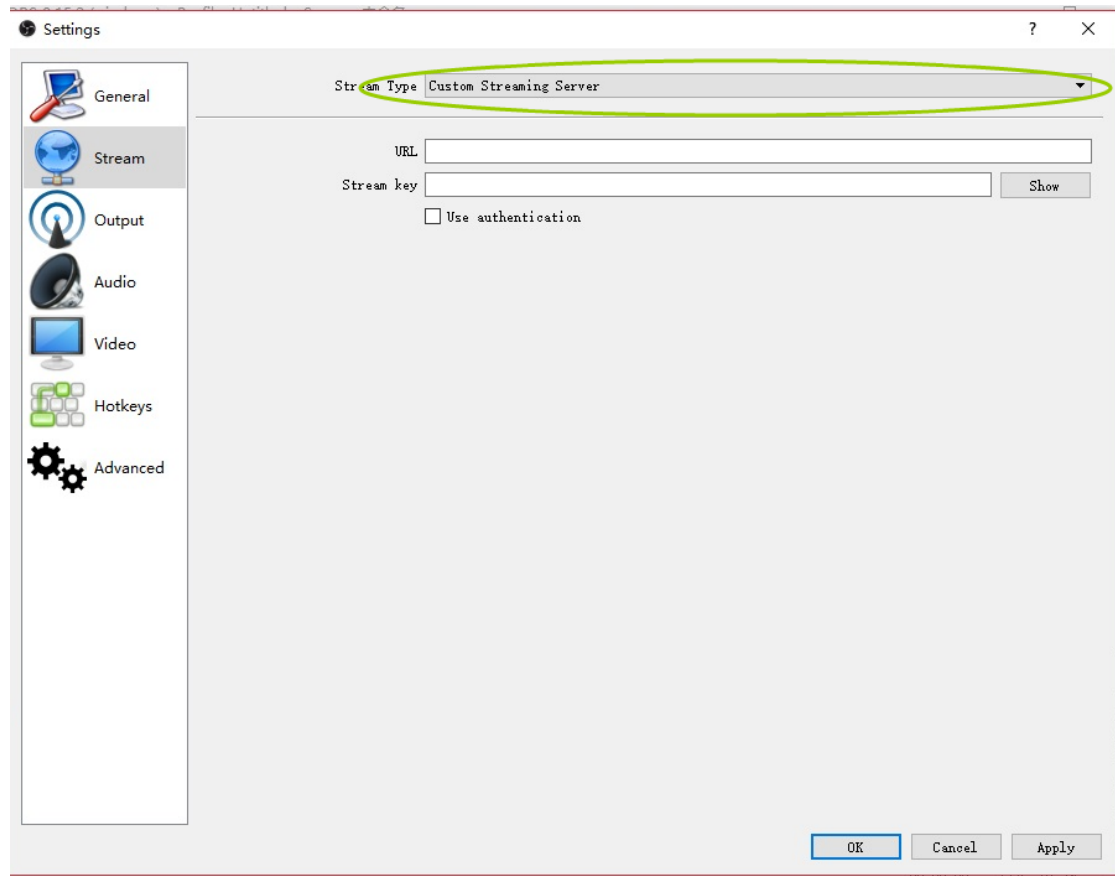 Settings
?
General
Stream
Output
Audio
Video
Hotkeys
Advanced
Stream Type Custom Streaming Server
URL
Stream key Show
Use authentication
OK Cancel Apply